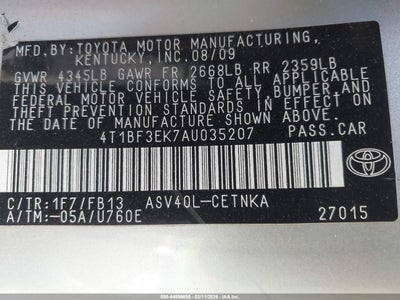 MFD. BY: TOYOTA MOTOR MANUFACTURING,
KENTUCKY, INC. 08/09
GVWR 4345LB GAWR FR 2668LB RR 2359LB
THIS VEHICLE CONFORMS TO ALL APPLICABLE
FEDERAL MOTOR VEHICLE SAFETY, BUMPER, AND
THEFT PREVENTION STANDARDS IN EFFECT ON
THE DATE OF MANUFACTURE SHOWN ABOVE.
4T1BF3EK7AU035207 PASS. CAR
C/TR: 1F7/FB13 ASV40L-CETNKA
A/TM:-05A/U760E 27015
TOYOTA